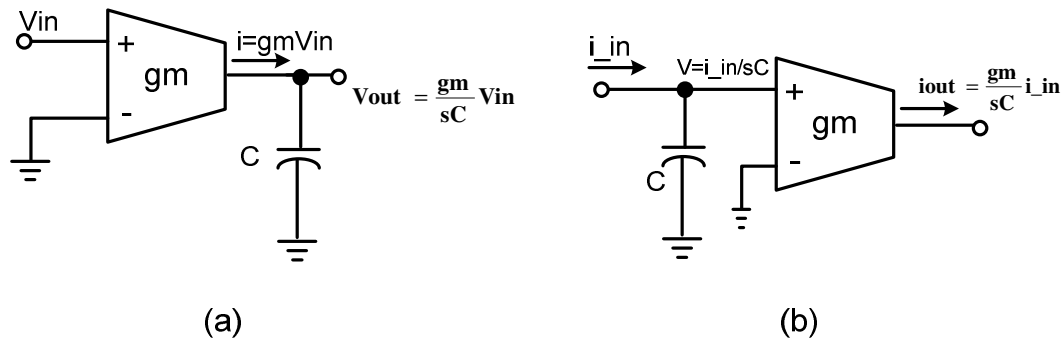 Vin
+
gm
-
i=gmVin
Vout = gm/sC Vin
C
(a)
i_in
V=i_in/sC
+
gm
-
iout = gm/sC i_in
C
(b)